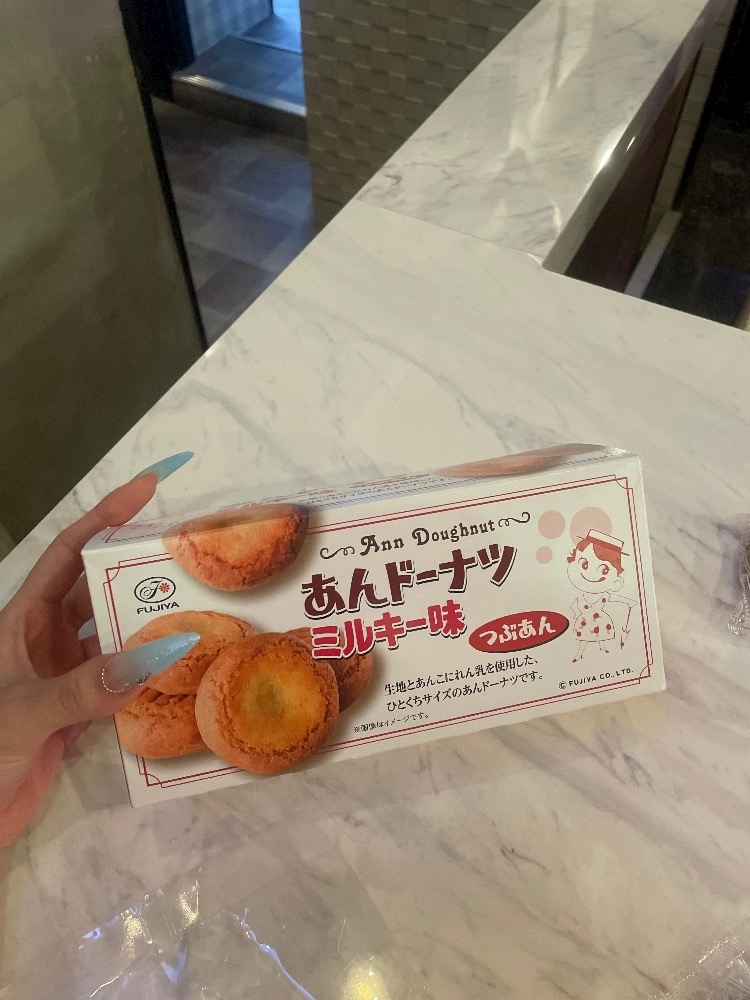 Ann Doughnut
あんドーナツ
ミルキー味
つぶあん
FUJIYA
生地とあんこにれん乳を使用した、
ひとくちサイズのあんドーナツです。
※画像はイメージです。
© FUJIYA CO., LTD.